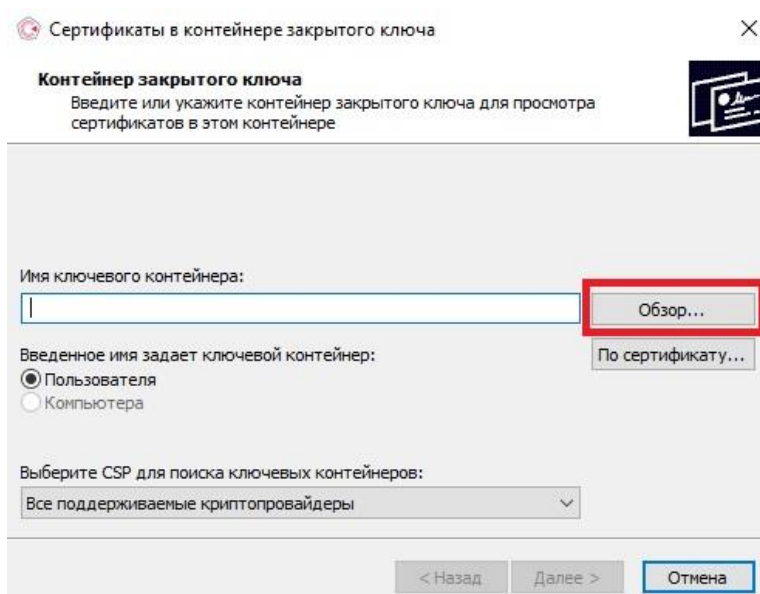 Сертификаты в контейнере закрытого ключа
Контейнер закрытого ключа
Введите или укажите контейнер закрытого ключа для просмотра
сертификатов в этом контейнере
Имя ключевого контейнера:
Обзор...
Введенное имя задает ключевой контейнер:
По сертификату...
Пользователя
Компьютера
Выберите CSP для поиска ключевых контейнеров:
Все поддерживаемые криптопровайдеры
< Назад
Далее >
Отмена